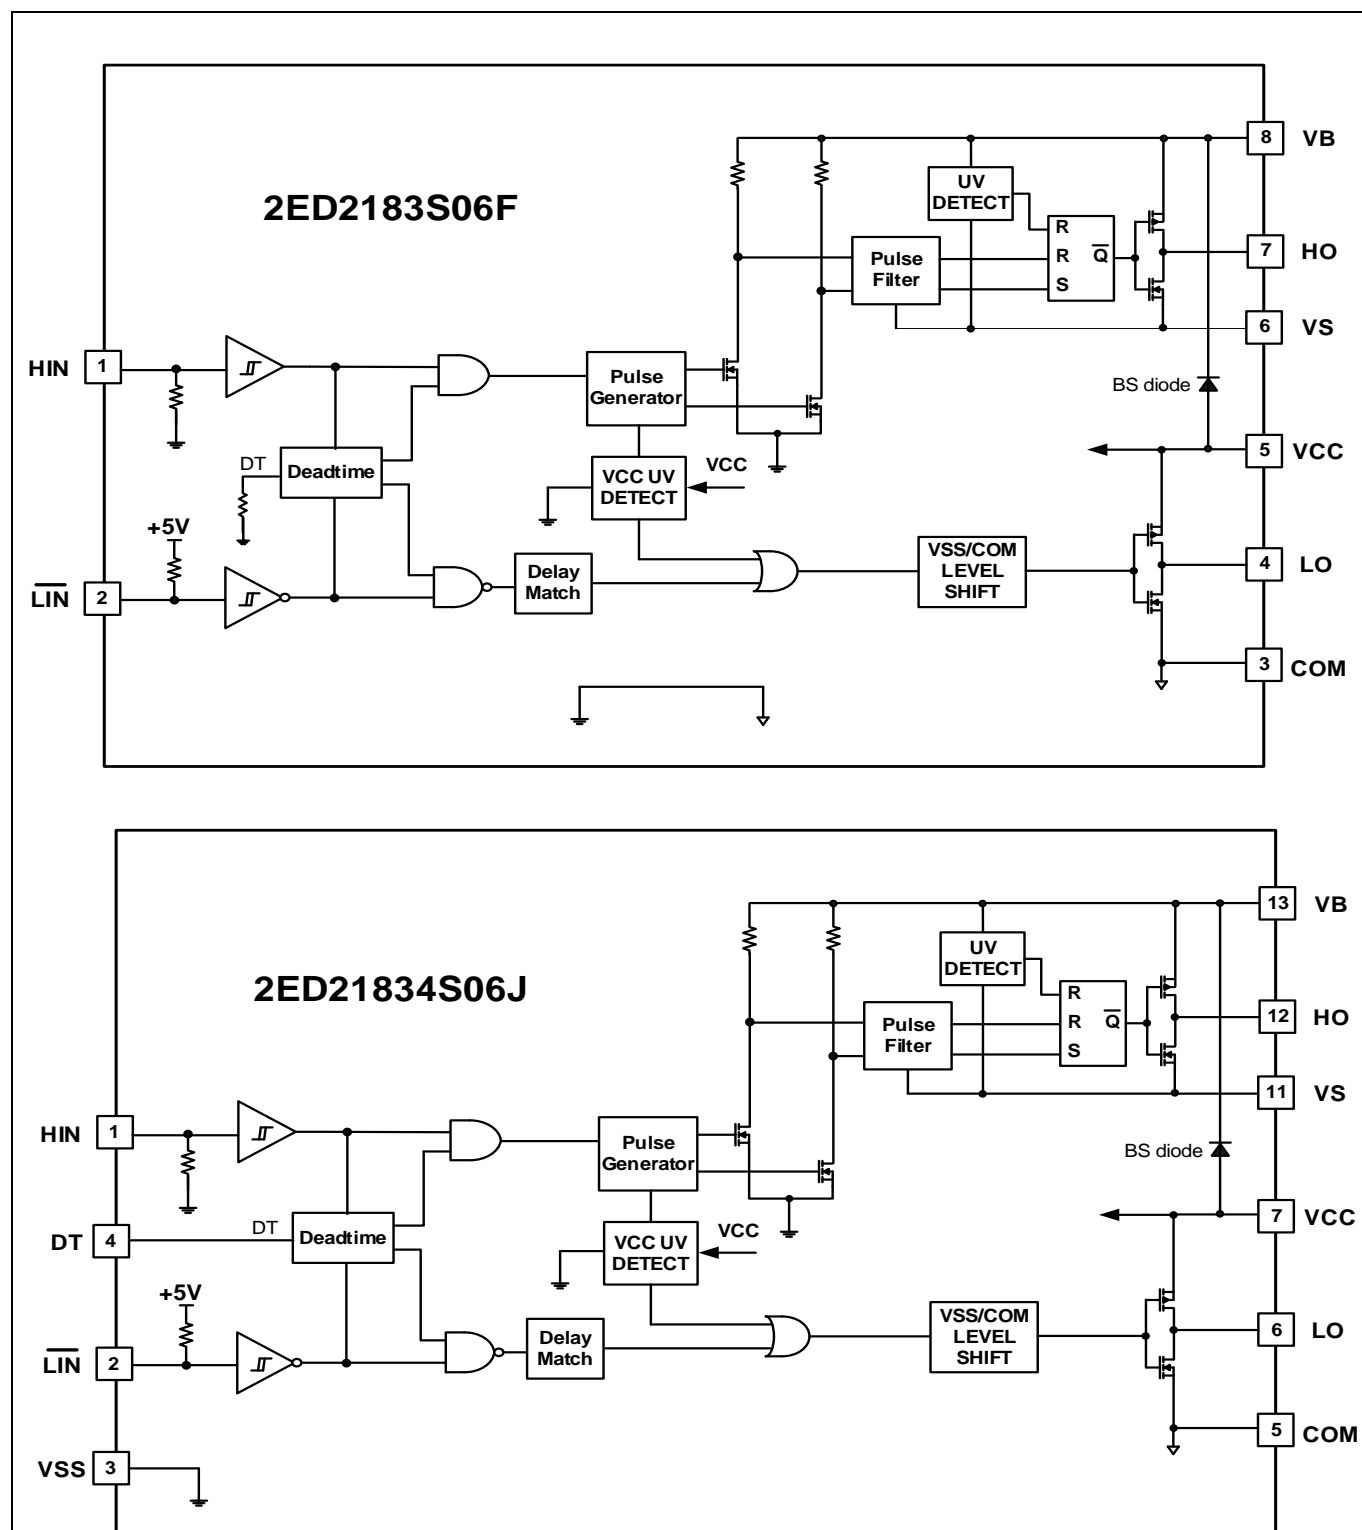 2ED2183S06F
8 VB
UV
DETECT
R
R
S
Q̅
7 HO
Pulse
Filter
6 VS
HIN 1
Pulse
Generator
BS diode
DT
Deadtime
VCC UV
DETECT
VCC
5 VCC
+5V
L̅I̅N̅ 2
Delay
Match
VSS/COM
LEVEL
SHIFT
4 LO
3 COM
2ED21834S06J
13 VB
UV
DETECT
R
R
S
Q̅
12 HO
Pulse
Filter
11 VS
HIN 1
Pulse
Generator
BS diode
DT 4
DT
Deadtime
VCC UV
DETECT
VCC
7 VCC
+5V
L̅I̅N̅ 2
Delay
Match
VSS/COM
LEVEL
SHIFT
6 LO
5 COM
VSS 3